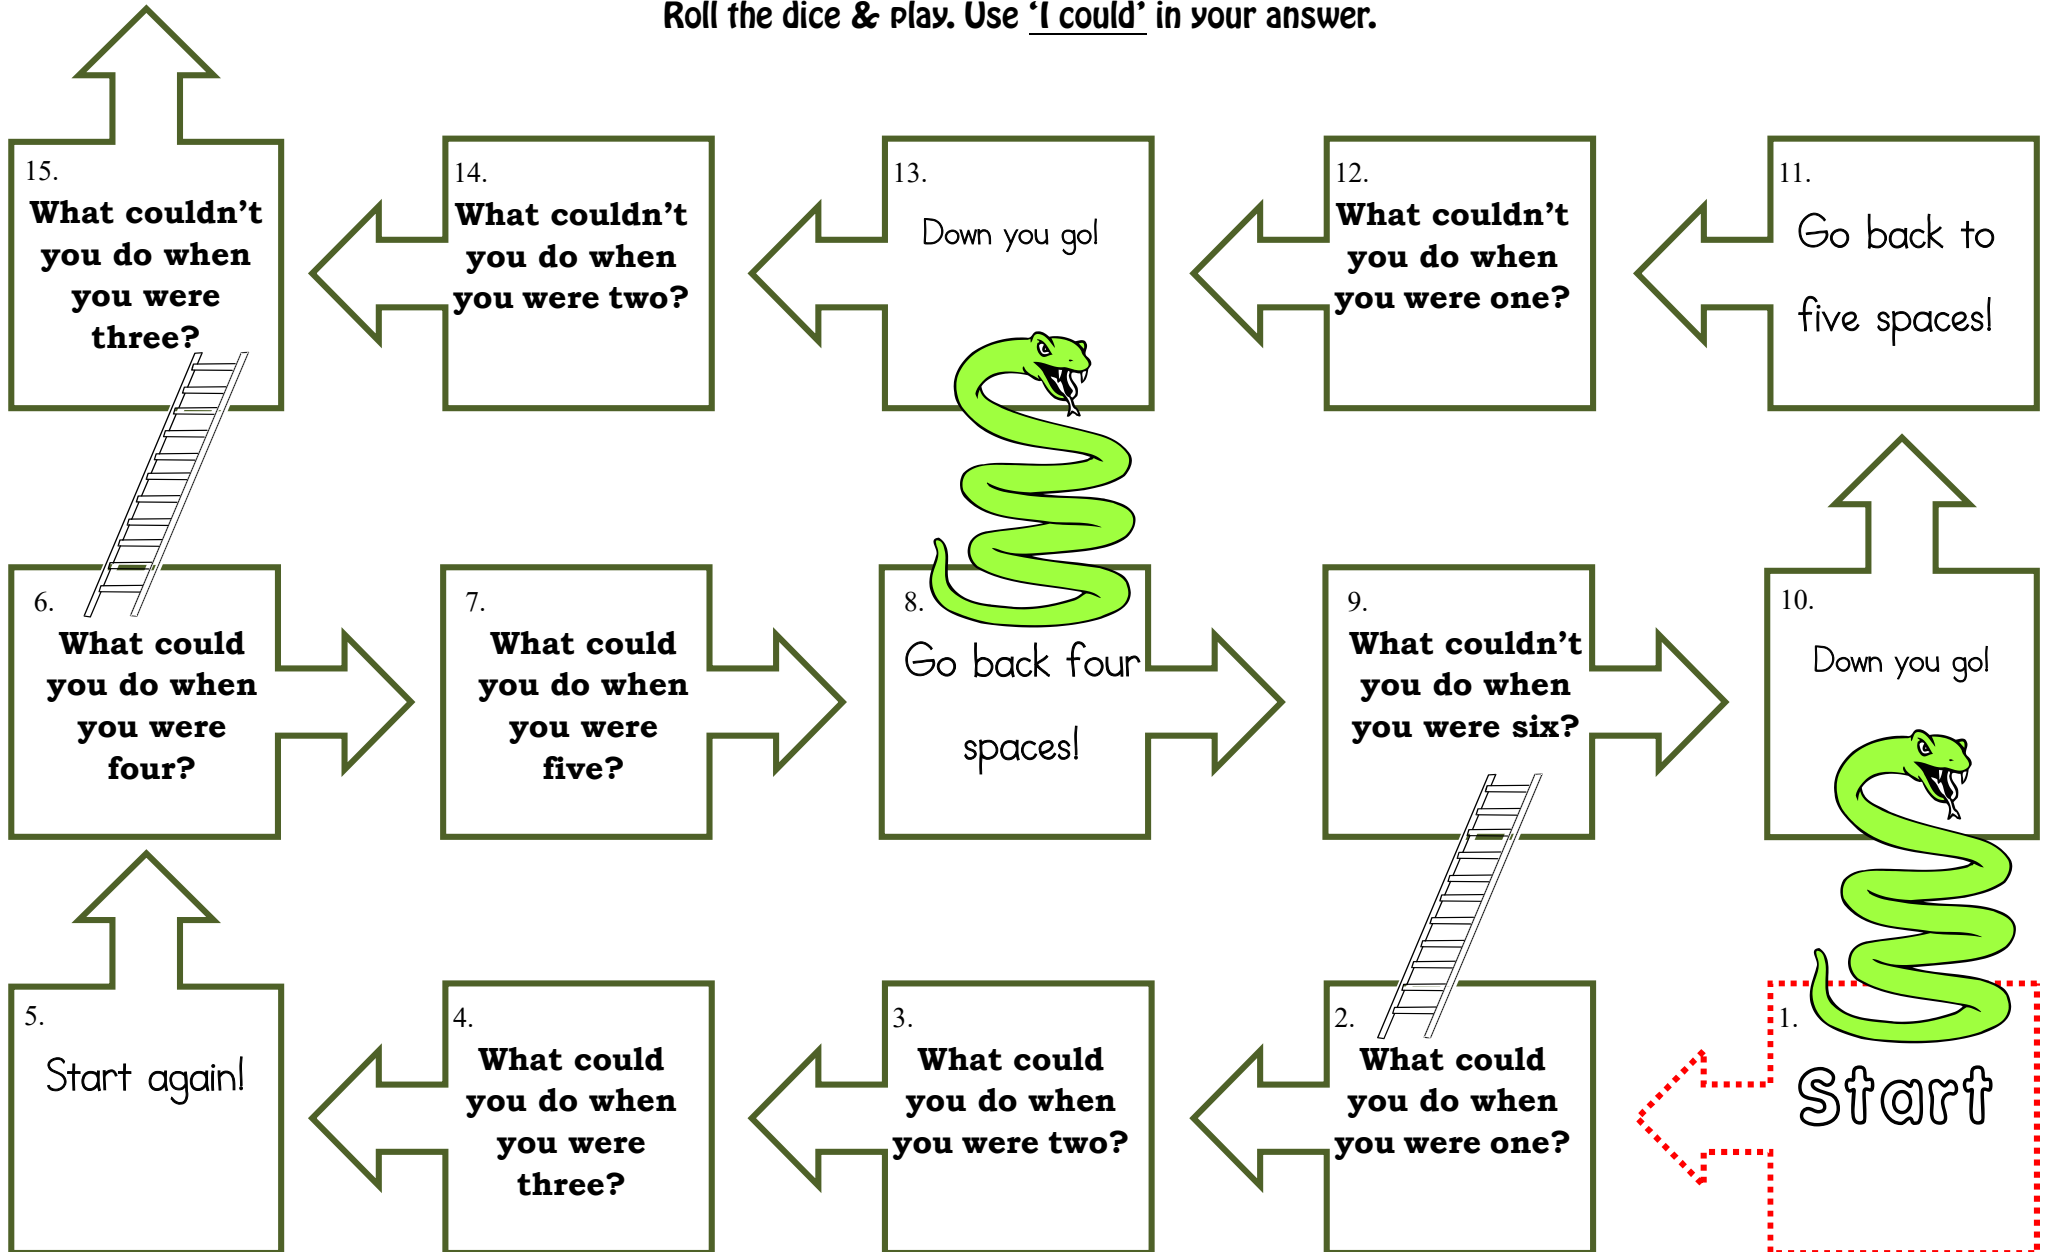 Roll the dice & play. Use ‘I could’ in your answer.
15.
What couldn’t
you do when
you were
three?
14.
What couldn’t
you do when
you were two?
13.
Down you go!
12.
What couldn’t
you do when
you were one?
11.
Go back to
five spaces!
6.
What could
you do when
you were
four?
7.
What could
you do when
you were
five?
8.
Go back four
spaces!
9.
What couldn’t
you do when
you were six?
10.
Down you go!
5.
Start again!
4.
What could
you do when
you were
three?
3.
What could
you do when
you were two?
2.
What could
you do when
you were one?
1.
Start